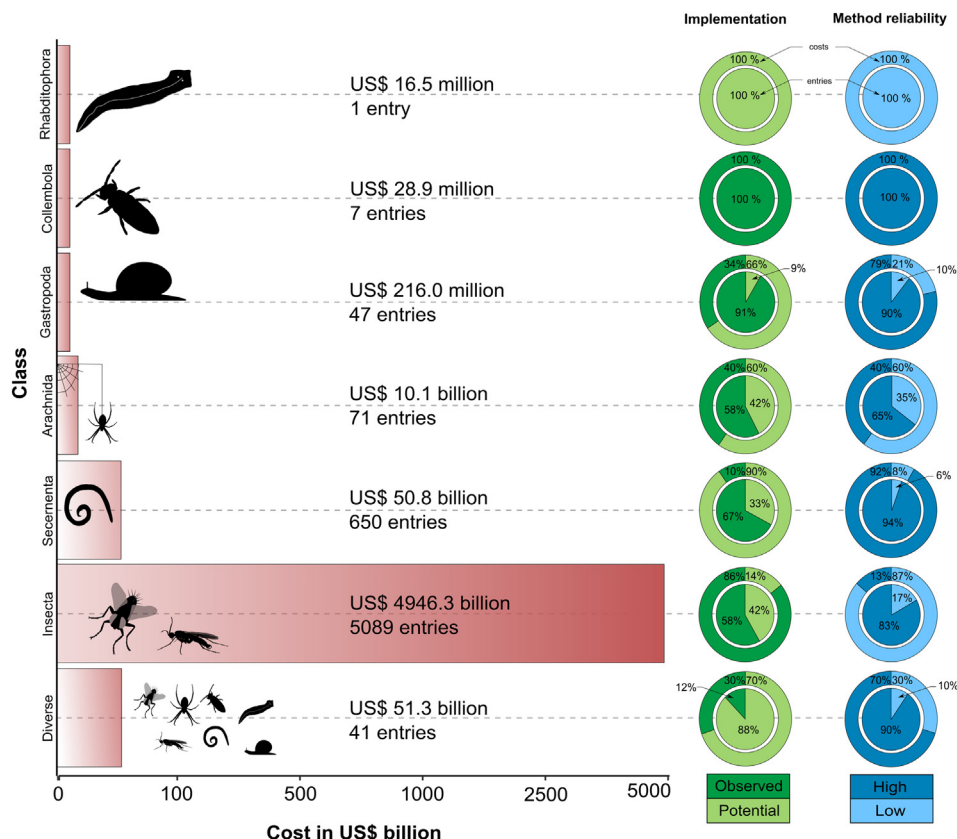 Implementation
Method reliability
Rhabditophora
US$ 16.5 million
1 entry
100 %
costs
100 %
entries
100 %
100 %
Collembola
US$ 28.9 million
7 entries
100 %
100 %
100 %
100 %
Gastropoda
US$ 216.0 million
47 entries
34% 66%
9%
91%
79% 21%
10%
90%
Class
Arachnida
US$ 10.1 billion
71 entries
40% 60%
58%
42%
40% 60%
65%
35%
Secernenta
US$ 50.8 billion
650 entries
10% 90%
67%
33%
92% 8%
6%
94%
Insecta
US$ 4946.3 billion
5089 entries
86% 14%
58%
42%
13% 87%
17%
83%
Diverse
US$ 51.3 billion
41 entries
30% 70%
12%
88%
70% 30%
10%
90%
0
100
500
1000
2500
5000
Cost in US$ billion
Observed
Potential
High
Low